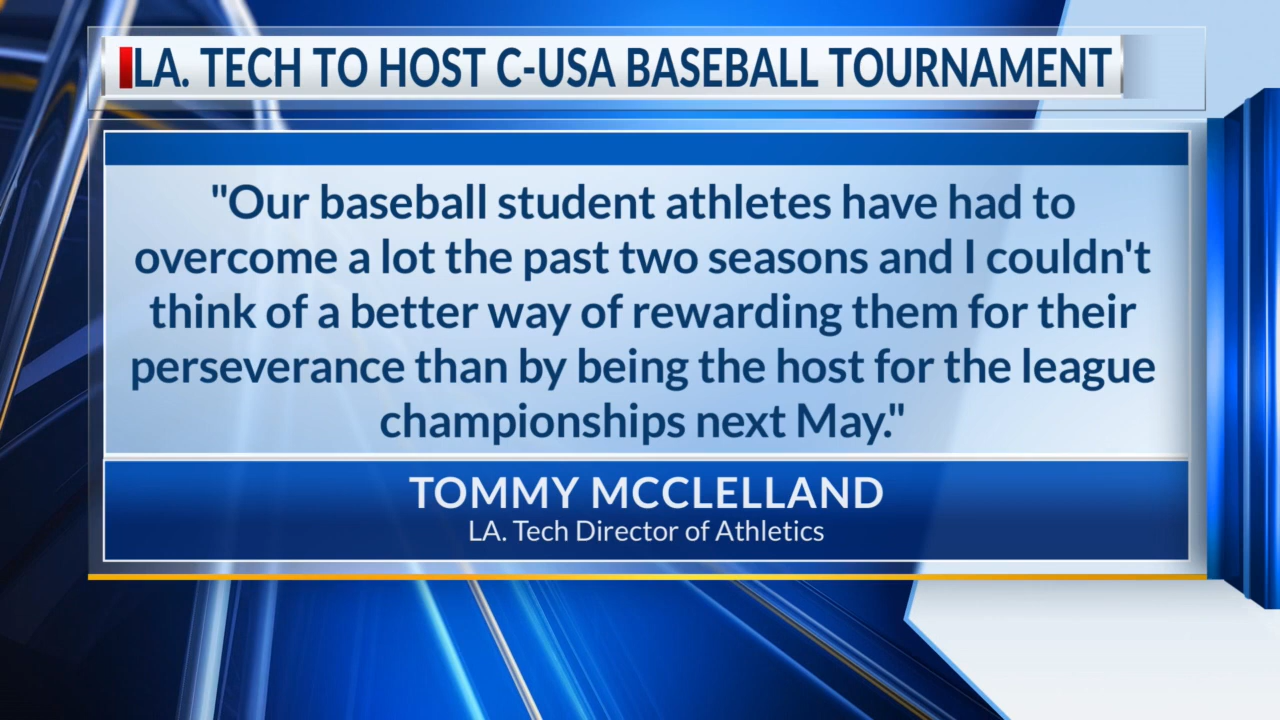 LA. TECH TO HOST C-USA BASEBALL TOURNAMENT
"Our baseball student athletes have had to
overcome a lot the past two seasons and I couldn't
think of a better way of rewarding them for their
perseverance than by being the host for the league
championships next May."
TOMMY MCCLELLAND
LA. Tech Director of Athletics